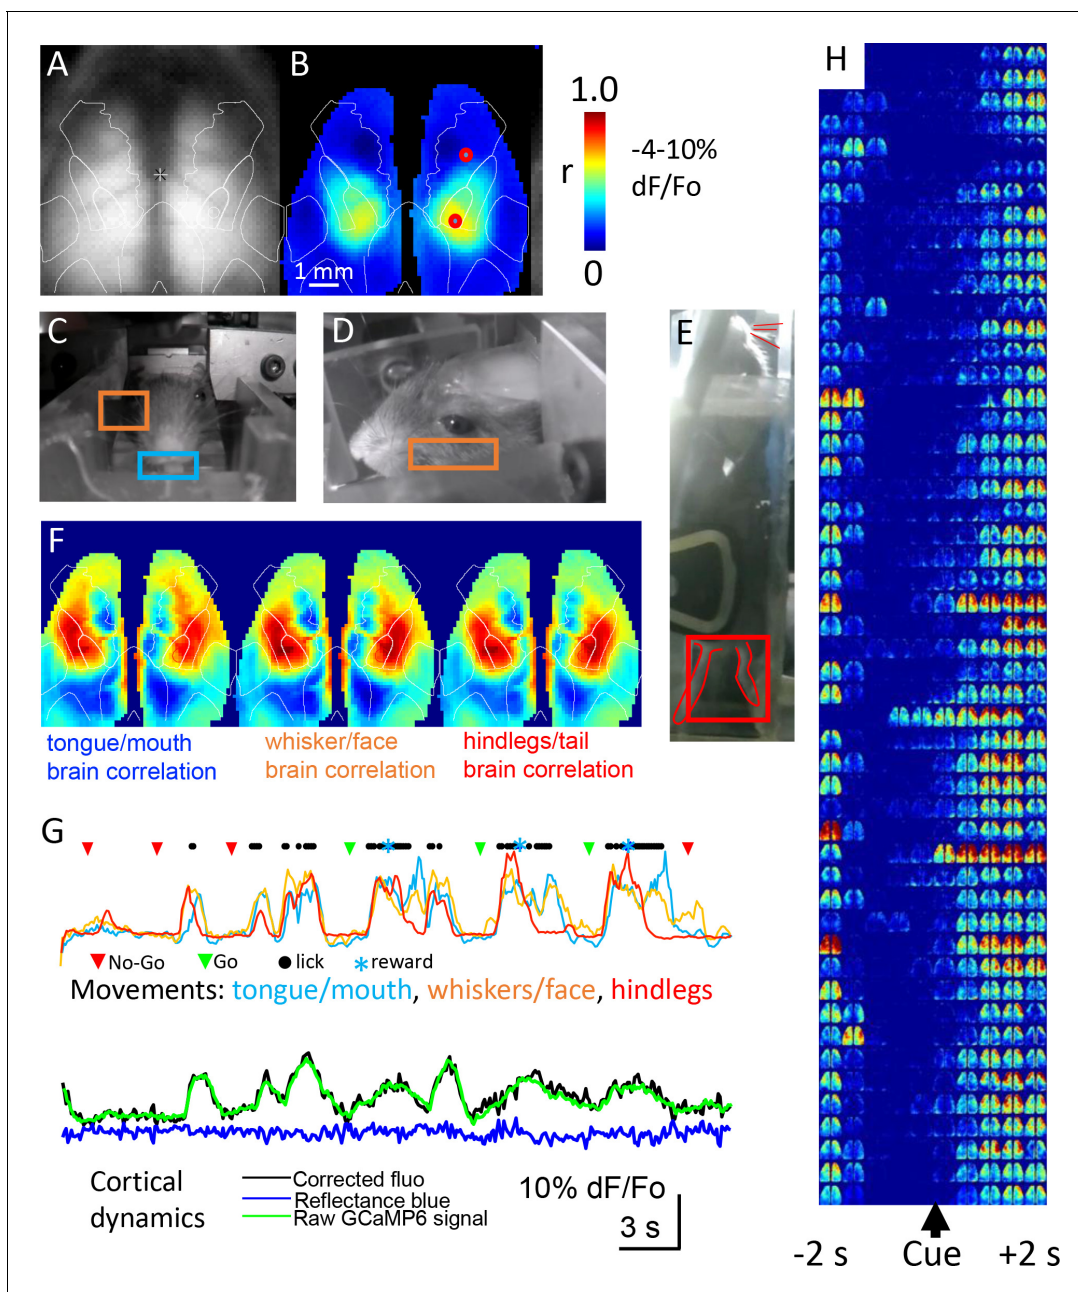 A
B
1 mm
1.0
r
0
-4-10%
dF/Fo
C
D
E
F
tongue/mouth
brain correlation
whisker/face
brain correlation
hindlegs/tail
brain correlation
G
No-Go
Go
lick
reward
Movements: tongue/mouth, whiskers/face, hindlegs
Cortical
dynamics
Corrected fluo
Reflectance blue
Raw GCaMP6 signal
10% dF/Fo
3 s
H
-2 s
Cue
+2 s